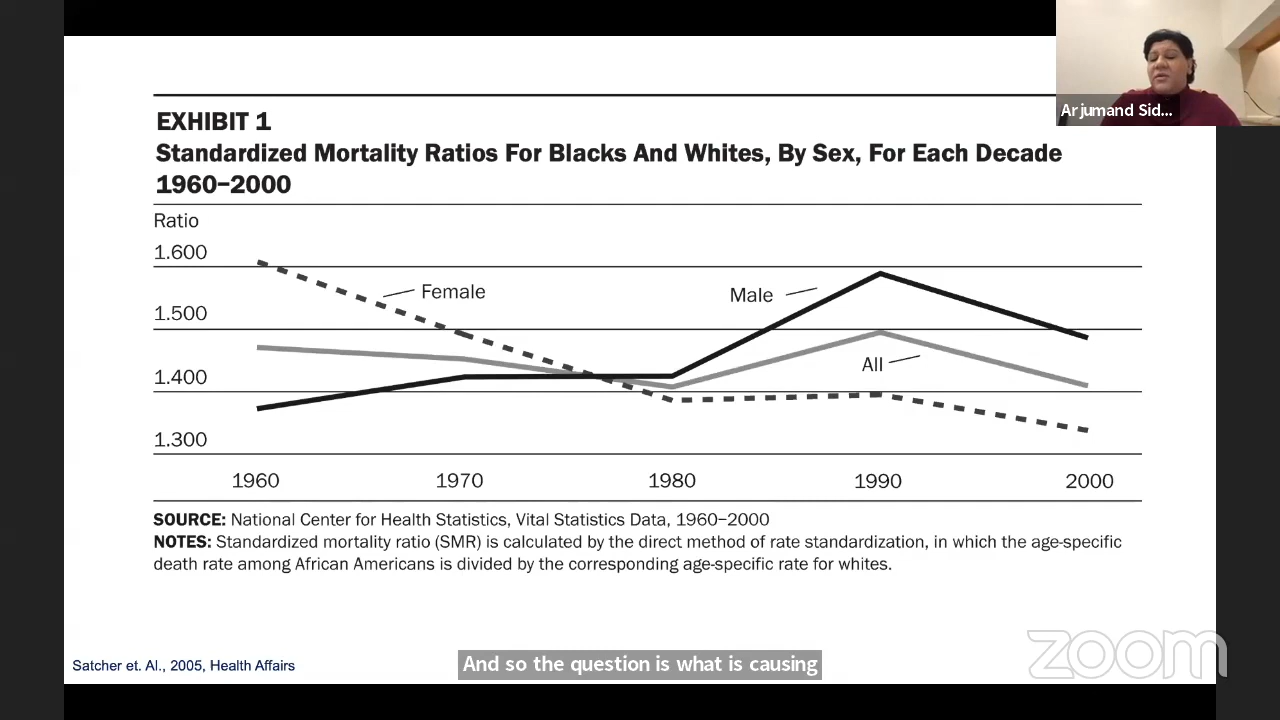 Arjumand Sid...
EXHIBIT 1
Standardized Mortality Ratios For Blacks And Whites, By Sex, For Each Decade
1960–2000
Ratio
1.600
Female
1.500
Male
All
1.400
1.300
1960 1970 1980 1990 2000
SOURCE: National Center for Health Statistics, Vital Statistics Data, 1960–2000
NOTES: Standardized mortality ratio (SMR) is calculated by the direct method of rate standardization, in which the age-specific
death rate among African Americans is divided by the corresponding age-specific rate for whites.
Satcher et. Al., 2005, Health Affairs
And so the question is what is causing
zoom